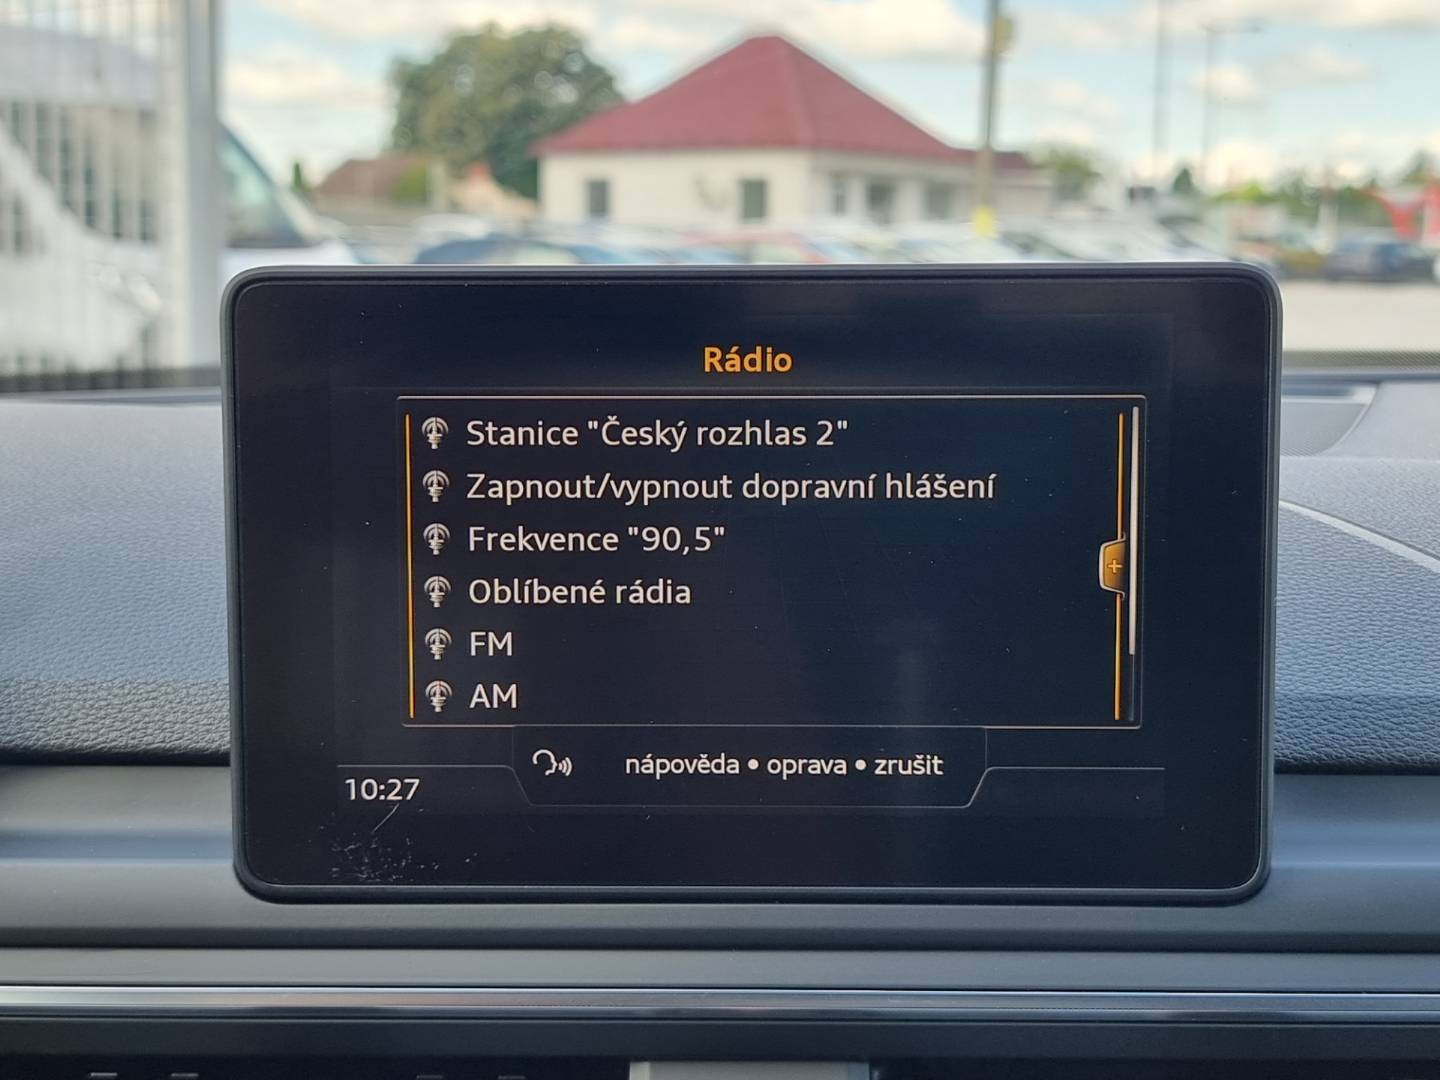 Rádio
Stanice "Český rozhlas 2"
Zapnout/vypnout dopravní hlášení
Frekvence "90,5"
Oblíbené rádia
FM
AM
nápověda • oprava • zrušit
10:27